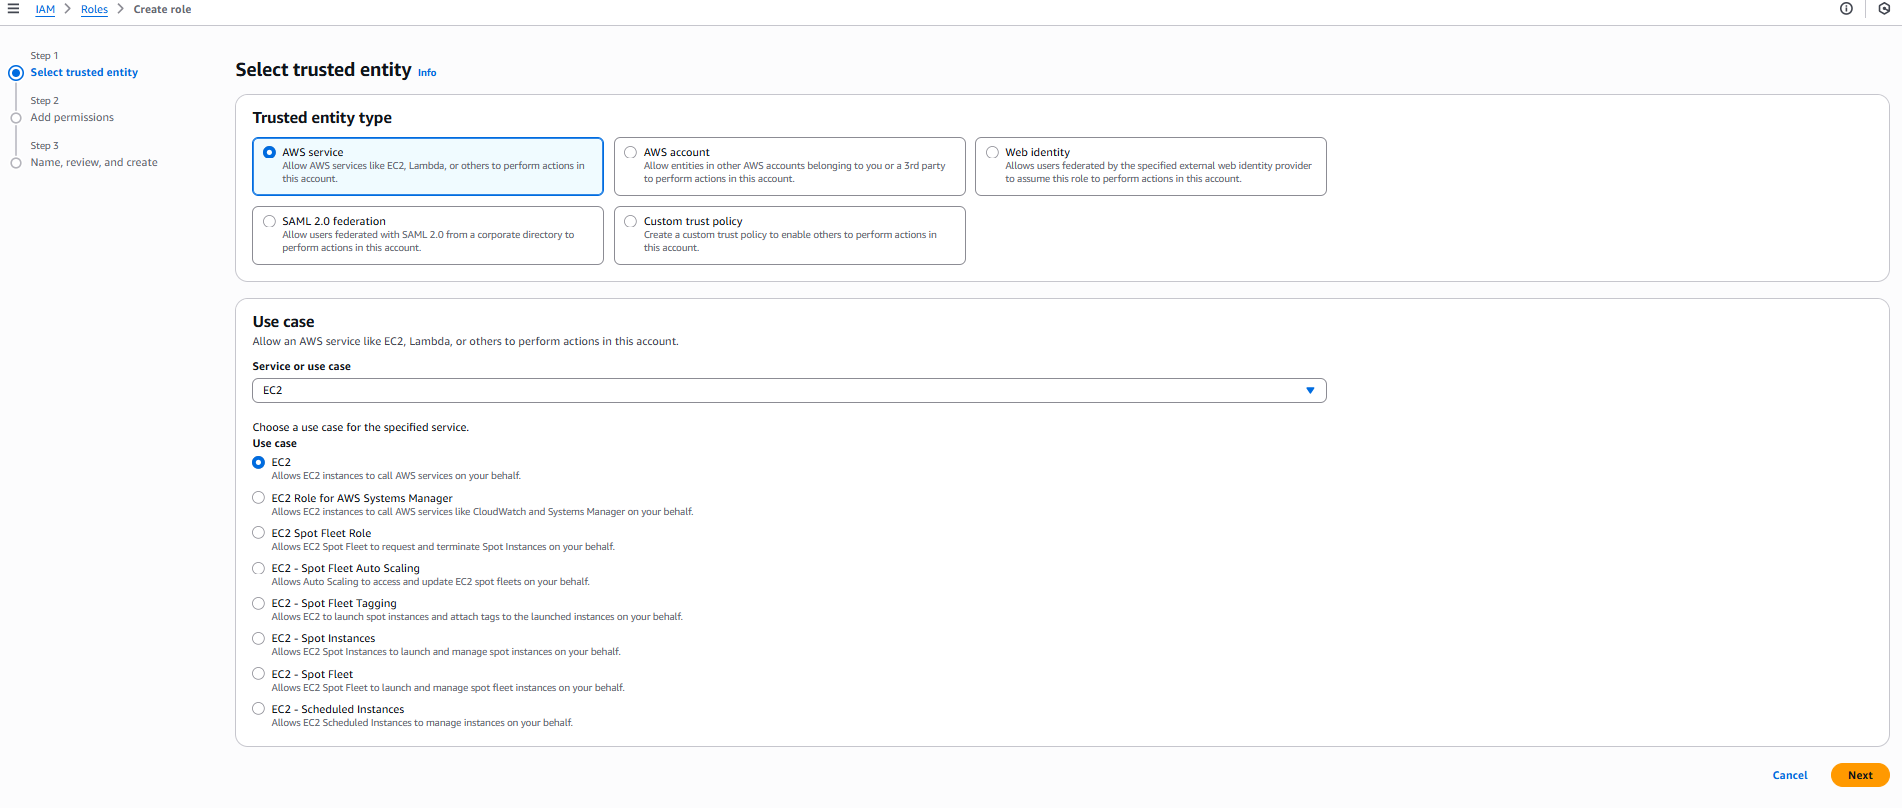 IAM > Roles > Create role
Step 1
Select trusted entity
Step 2
Add permissions
Step 3
Name, review, and create
Select trusted entity Info
Trusted entity type
AWS service
Allow AWS services like EC2, Lambda, or others to perform actions in
this account.
AWS account
Allow entities in other AWS accounts belonging to you or a 3rd party
to perform actions in this account.
Web identity
Allows users federated by the specified external web identity provider
to assume this role to perform actions in this account.
SAML 2.0 federation
Allow users federated with SAML 2.0 from a corporate directory to
perform actions in this account.
Custom trust policy
Create a custom trust policy to enable others to perform actions in
this account.
Use case
Allow an AWS service like EC2, Lambda, or others to perform actions in this account.
Service or use case
EC2
Choose a use case for the specified service.
Use case
EC2
Allows EC2 instances to call AWS services on your behalf.
EC2 Role for AWS Systems Manager
Allows EC2 instances to call AWS services like CloudWatch and Systems Manager on your behalf.
EC2 Spot Fleet Role
Allows EC2 Spot Fleet to request and terminate Spot Instances on your behalf.
EC2 - Spot Fleet Auto Scaling
Allows Auto Scaling to access and update EC2 spot fleets on your behalf.
EC2 - Spot Fleet Tagging
Allows EC2 to launch spot instances and attach tags to the launched instances on your behalf.
EC2 - Spot Instances
Allows EC2 Spot Instances to launch and manage spot instances on your behalf.
EC2 - Spot Fleet
Allows EC2 Spot Fleet to launch and manage spot fleet instances on your behalf.
EC2 - Scheduled Instances
Allows EC2 Scheduled Instances to manage instances on your behalf.
Cancel
Next